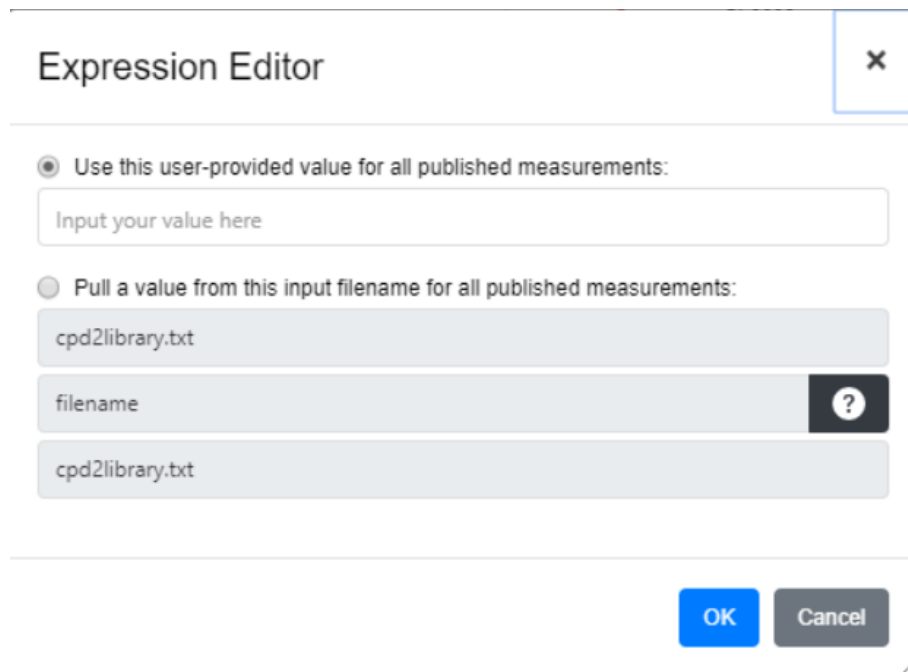 Expression Editor
×
Use this user-provided value for all published measurements:
Input your value here
Pull a value from this input filename for all published measurements:
cpd2library.txt
filename
?
cpd2library.txt
OK
Cancel